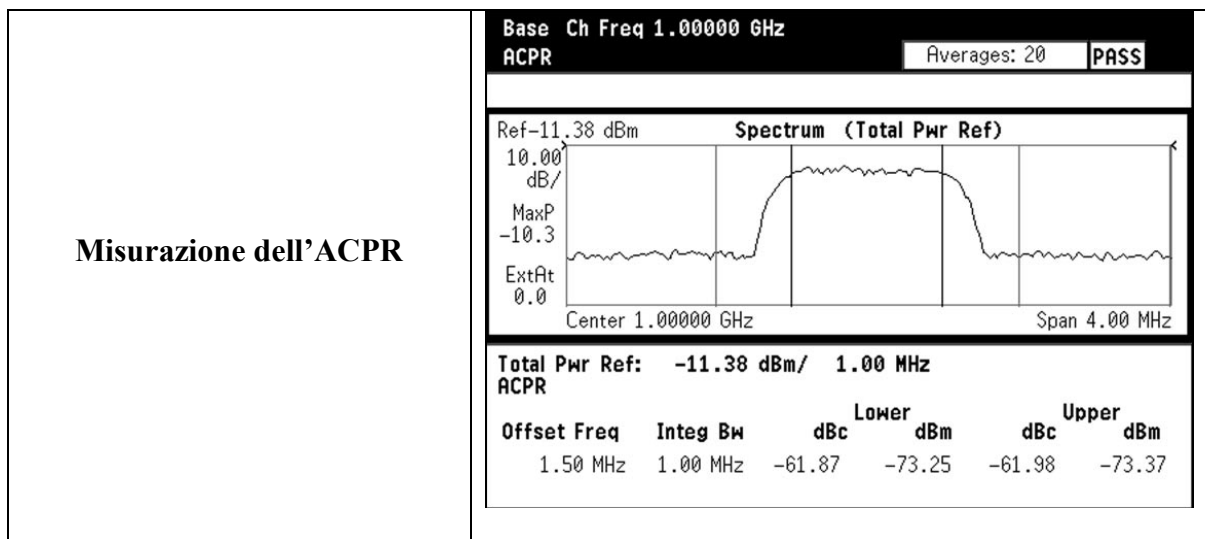 Misurazione dell’ACPR
Base Ch Freq 1.00000 GHz
ACPR
Averages: 20 PASS
Ref-11.38 dBm Spectrum (Total Pwr Ref)
10.00
dB/
MaxP
-10.3
ExtAt
0.0
Center 1.00000 GHz Span 4.00 MHz
Total Pwr Ref: -11.38 dBm/ 1.00 MHz
ACPR
Lower Upper
Offset Freq Integ Bw dBc dBm dBc dBm
1.50 MHz 1.00 MHz -61.87 -73.25 -61.98 -73.37